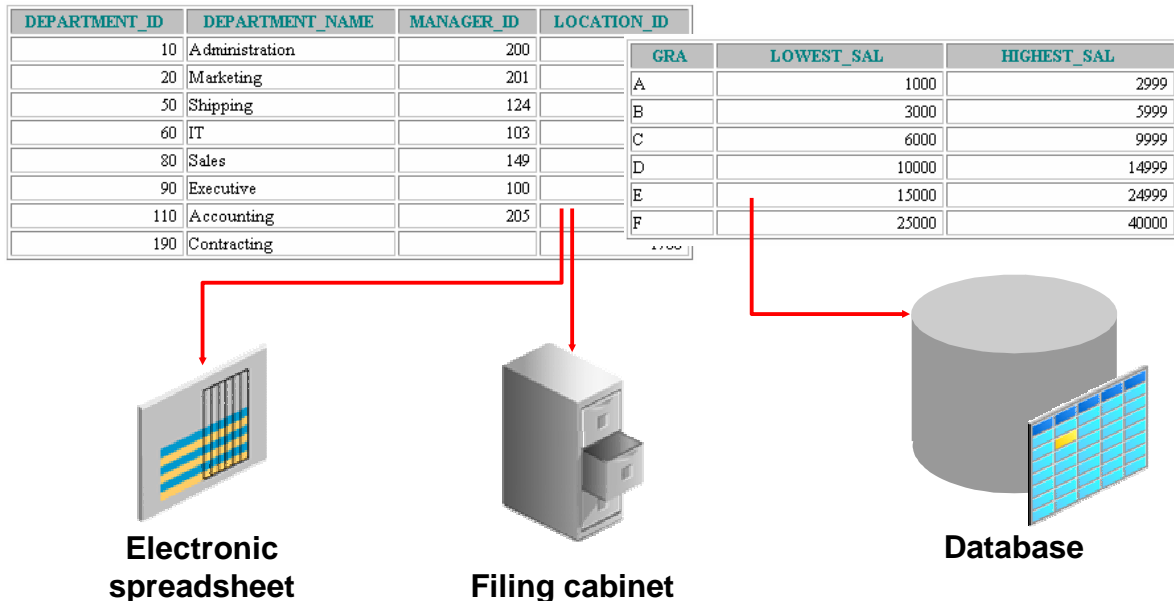 DEPARTMENT_ID DEPARTMENT_NAME MANAGER_ID LOCATION_ID
10 Administration 200
20 Marketing 201
50 Shipping 124
60 IT 103
80 Sales 149
90 Executive 100
110 Accounting 205
190 Contracting
GRA LOWEST_SAL HIGHEST_SAL
A 1000 2999
B 3000 5999
C 6000 9999
D 10000 14999
E 15000 24999
F 25000 40000
Electronic
spreadsheet
Filing cabinet
Database